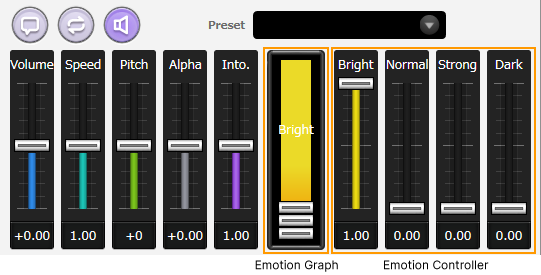 Preset
Volume Speed Pitch Alpha Into. Bright Normal Strong Dark
Bright
+0.00 1.00 +0 +0.00 1.00 1.00 0.00 0.00 0.00
Emotion Graph Emotion Controller